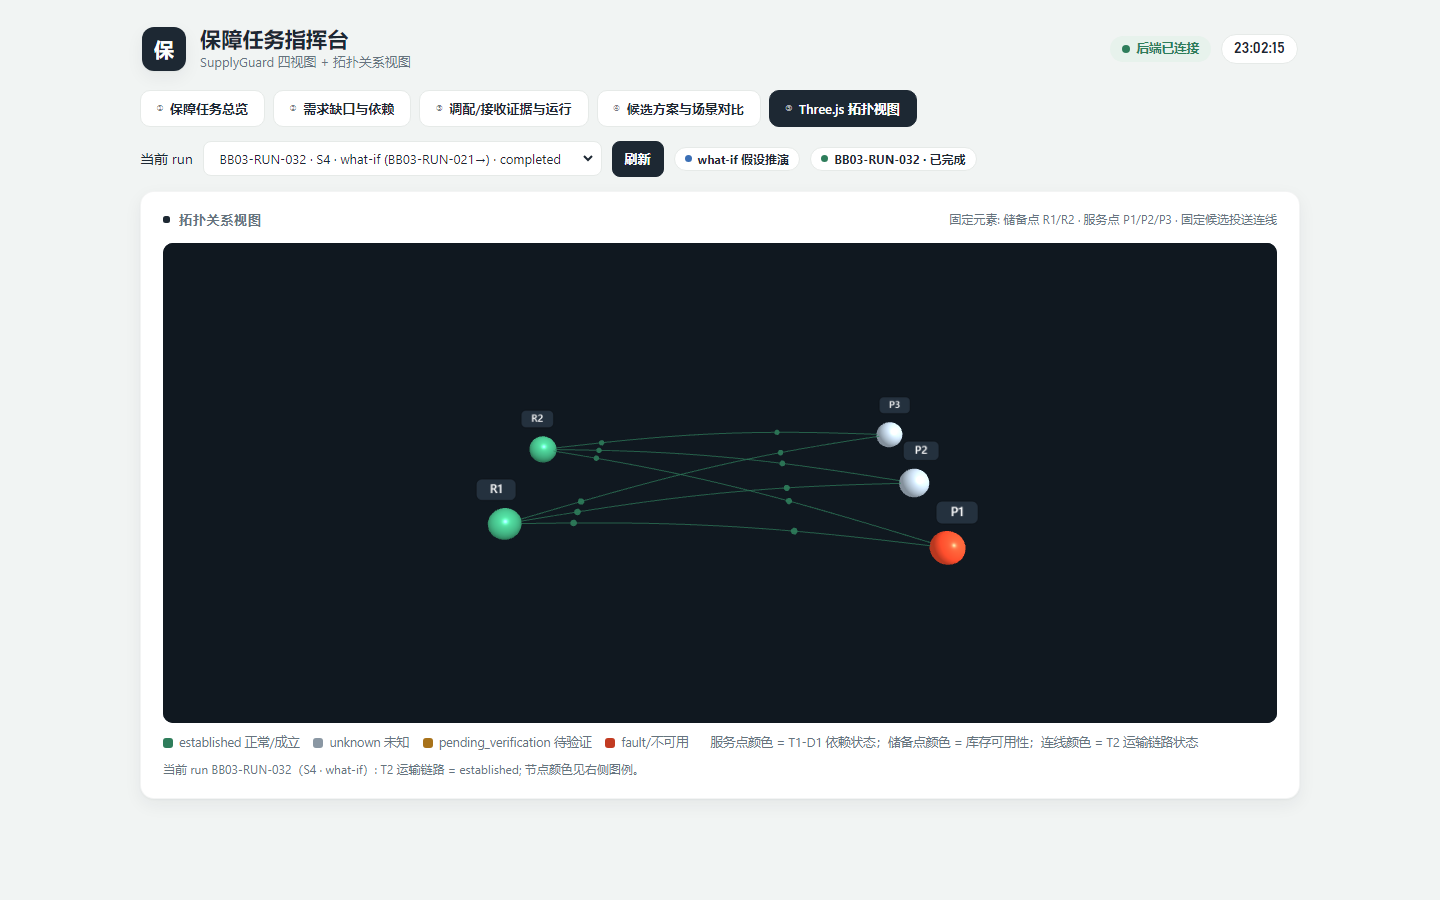 保
保障任务指挥台
SupplyGuard 四视图 + 拓扑关系视图
后端已连接
23:02:15
① 保障任务总览
② 需求缺口与依赖
③ 调配/接收证据与运行
④ 候选方案与场景对比
⑤ Three.js 拓扑视图
当前 run
BB03-RUN-032 · S4 · what-if (BB03-RUN-021→) · completed
刷新
what-if 假设推演
BB03-RUN-032 · 已完成
拓扑关系视图
固定元素: 储备点 R1/R2 · 服务点 P1/P2/P3 · 固定候选投送连线
P3
R2
P2
R1
P1
established 正常/成立
unknown 未知
pending_verification 待验证
fault/不可用
服务点颜色 = T1-D1 依赖状态; 储备点颜色 = 库存可用性; 连线颜色 = T2 运输链路状态
当前 run BB03-RUN-032（S4 · what-if）: T2 运输链路 = established; 节点颜色见右侧图例。